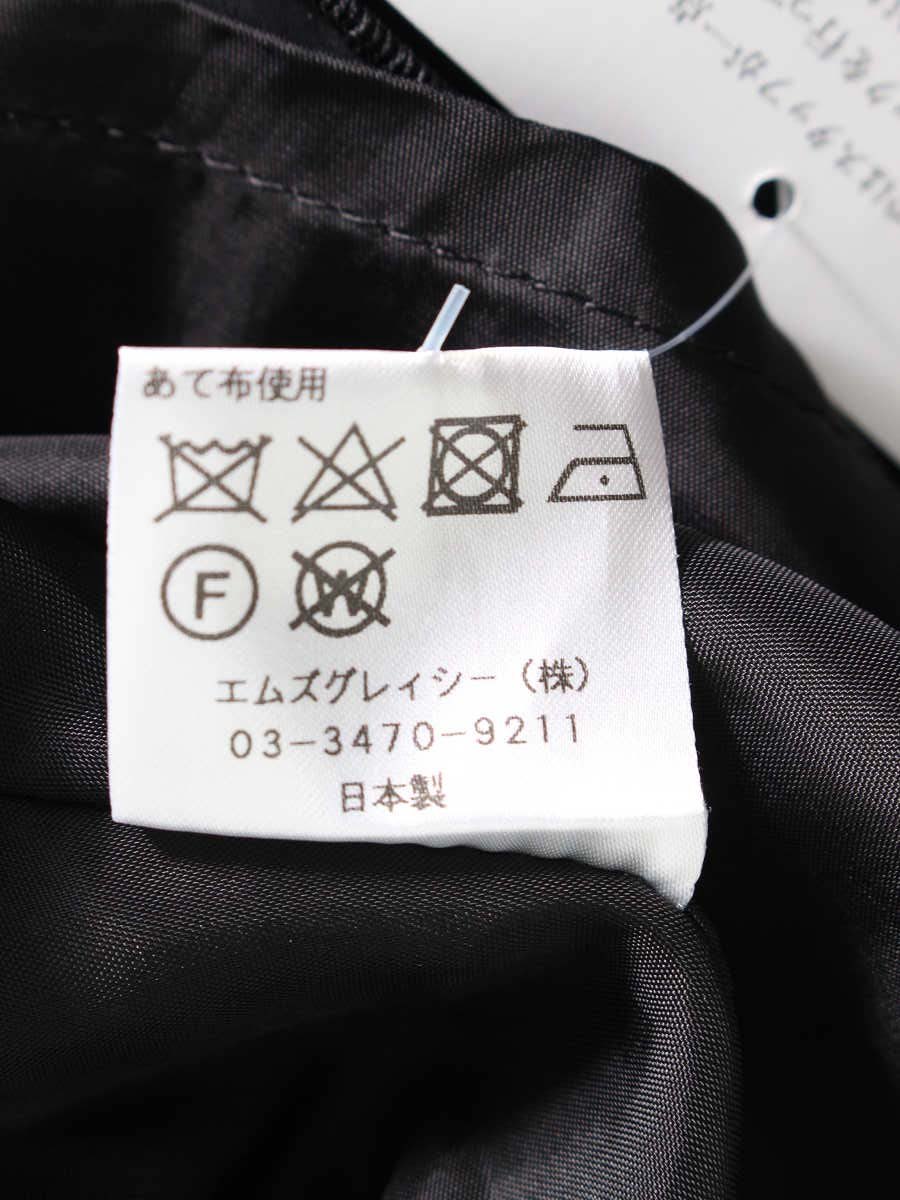 あて布使用
F W
エムズグレイシー（株）
03-3470-9211
日本製